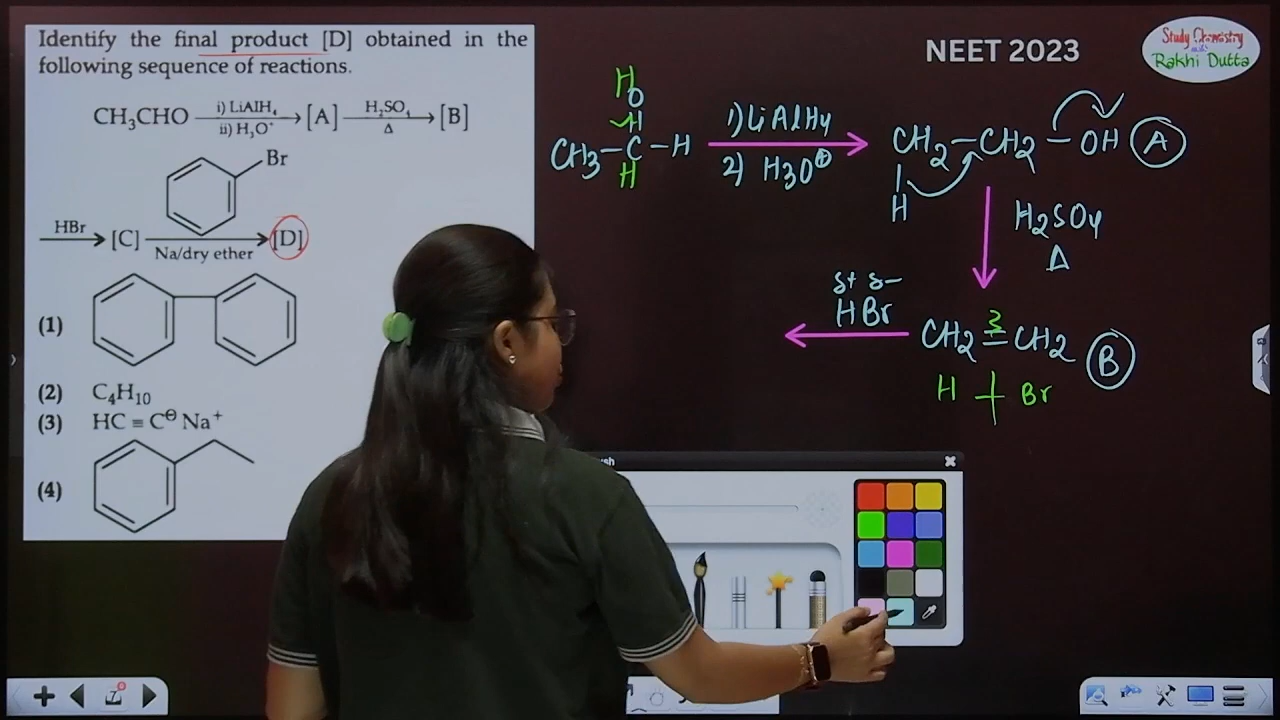 Identify the final product [D] obtained in the
following sequence of reactions.
CH₃CHO i) LiAlH₄ ii) H₃O⁺ [A] H₂SO₄ Δ [B]
Br
HBr [C] Na/dry ether [D]
(1)
(2) C₄H₁₀
(3) HC ≡ C⊖ Na⁺
(4)
NEET 2023
Study Chemistry
with
Rakhi Dutta
H
O
H
CH₃-C-H
H
1) LiAlH₄
2) H₃O⊕
CH₂-CH₂-OH A
H
H₂SO₄
Δ
δ+ δ-
HBr
CH₂=CH₂ B
H Br